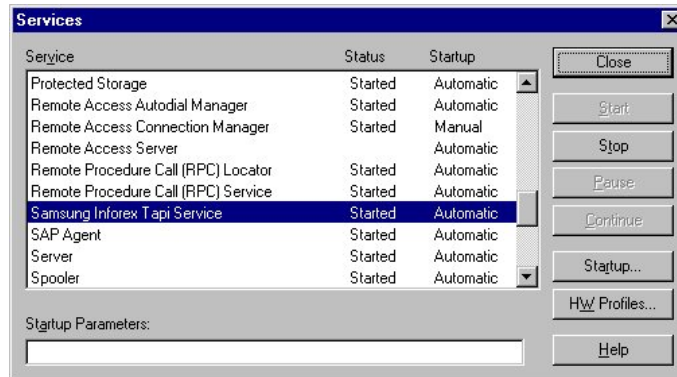 Services
Service Status Startup
Protected Storage Started Automatic
Remote Access Autodial Manager Started Automatic
Remote Access Connection Manager Started Manual
Remote Access Server Automatic
Remote Procedure Call (RPC) Locator Started Automatic
Remote Procedure Call (RPC) Service Started Automatic
Samsung Inforex Tapi Service Started Automatic
SAP Agent Started Automatic
Server Started Automatic
Spooler Started Automatic
Startup Parameters:
Close
Start
Stop
Pause
Continue
Startup...
HW Profiles...
Help